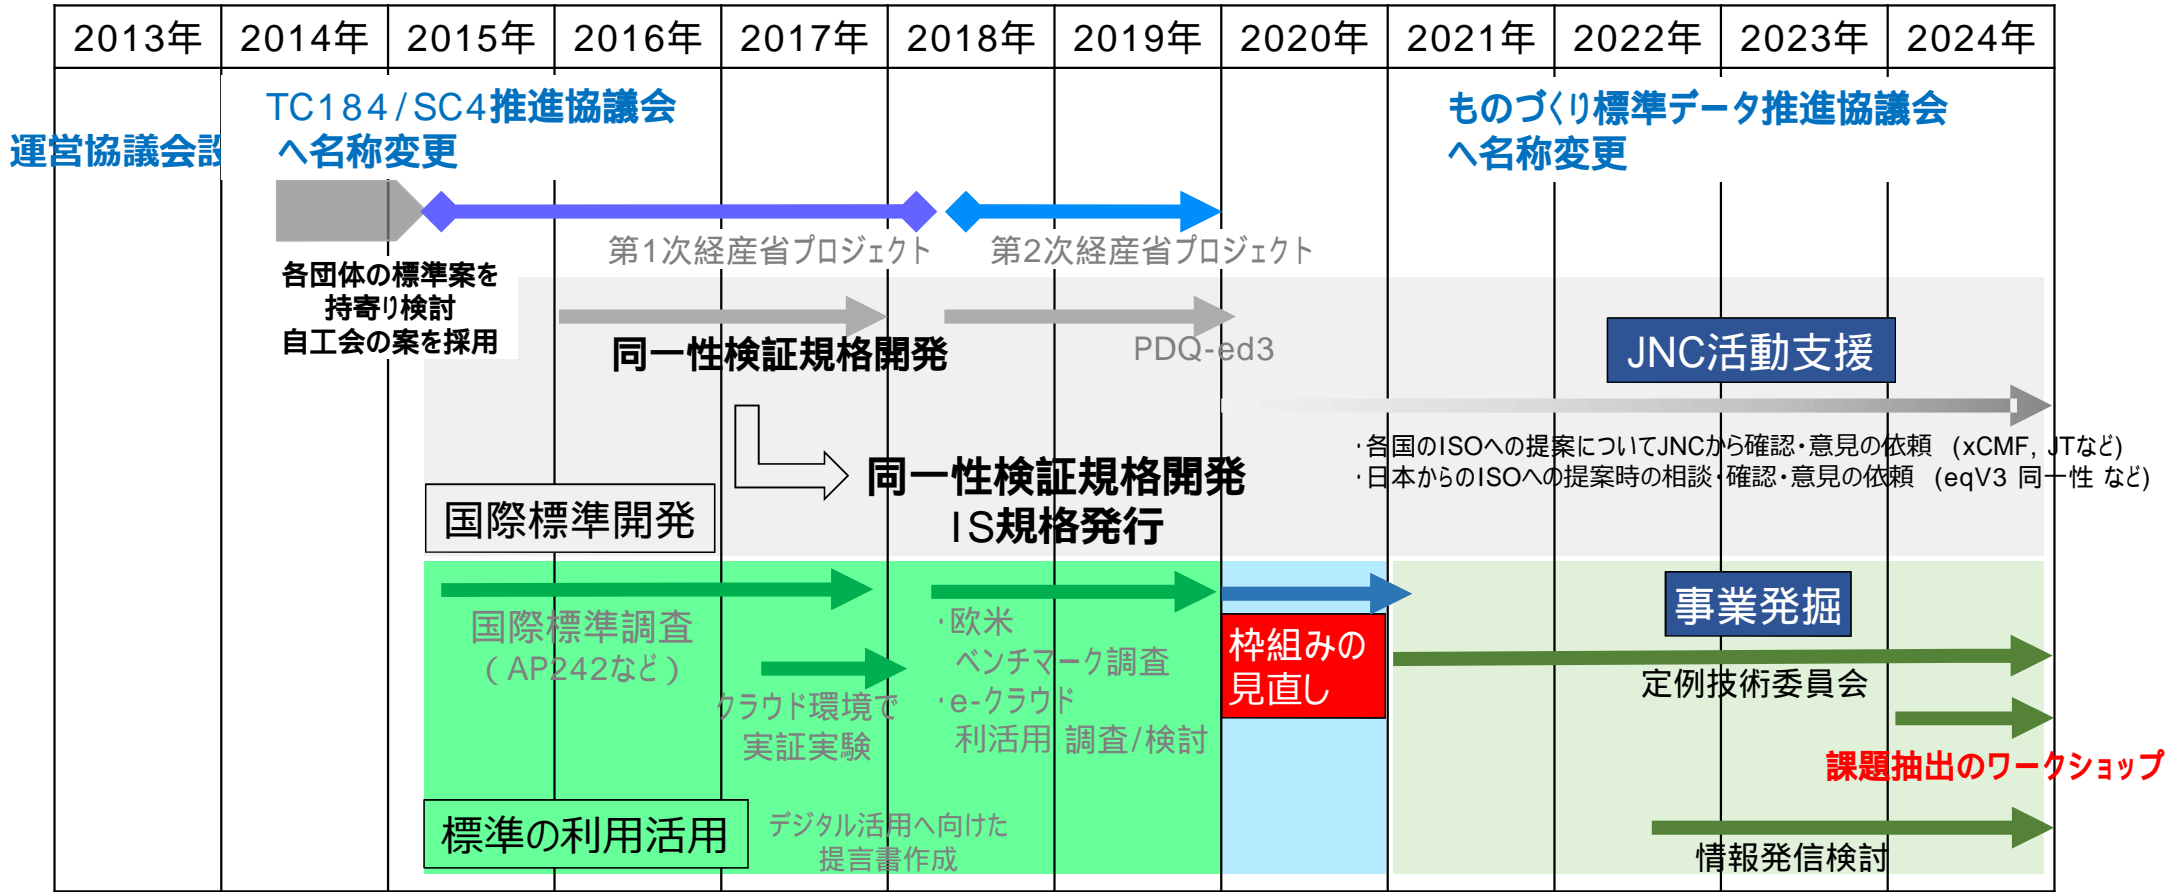 2013年 2014年 2015年 2016年 2017年 2018年 2019年 2020年 2021年 2022年 2023年 2024年
運営協議会設
TC184/SC4推進協議会
へ名称変更
ものづくり標準データ推進協議会
へ名称変更
第1次経産省プロジェクト
第2次経産省プロジェクト
各団体の標準案を
持寄り検討
自工会の案を採用
同一性検証規格開発
PDQ-ed3
JNC活動支援
・各国のISOへの提案についてJNCから確認・意見の依頼 (xCMF, JTなど)
・日本からのISOへの提案時の相談・確認・意見の依頼 (eqV3 同一性 など)
同一性検証規格開発
IS規格発行
国際標準開発
国際標準調査
(AP242など)
クラウド環境で
実証実験
・欧米
ベンチマーク調査
・e-クラウド
利活用 調査/検討
枠組みの
見直し
事業発掘
定例技術委員会
課題抽出のワークショップ
標準の利用活用
デジタル活用へ向けた
提言書作成
情報発信検討